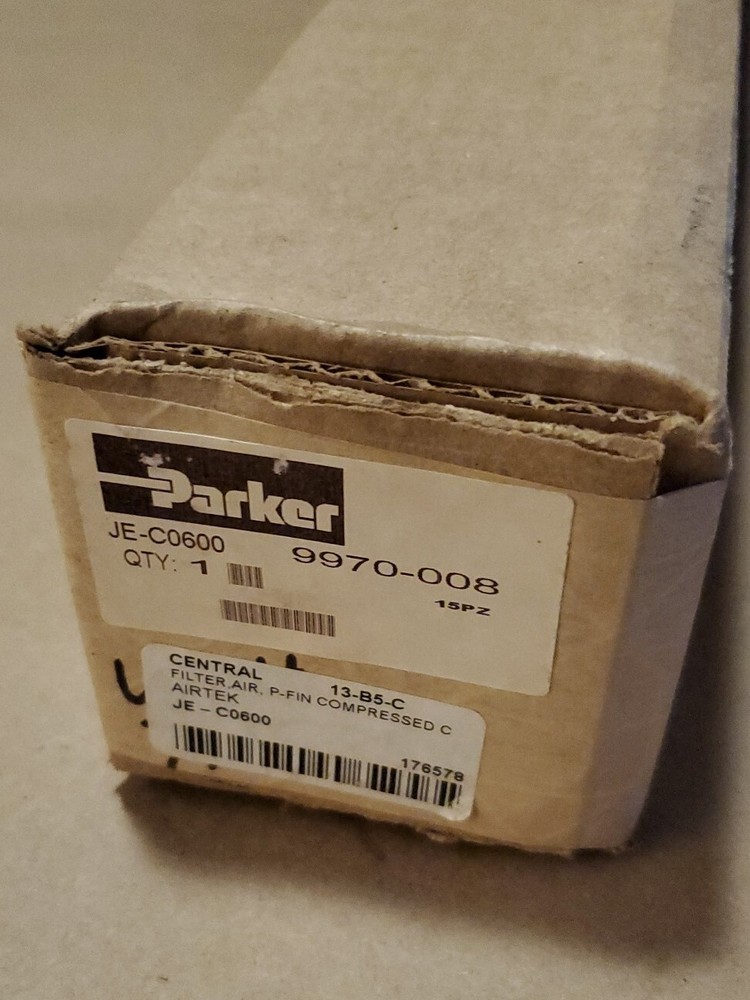 Parker
JE-C0600 9970-008
QTY: 1
15PZ
CENTRAL 13-B5-C
FILTER,AIR, P-FIN COMPRESSED C
AIRTEK
JE - C0600
176578